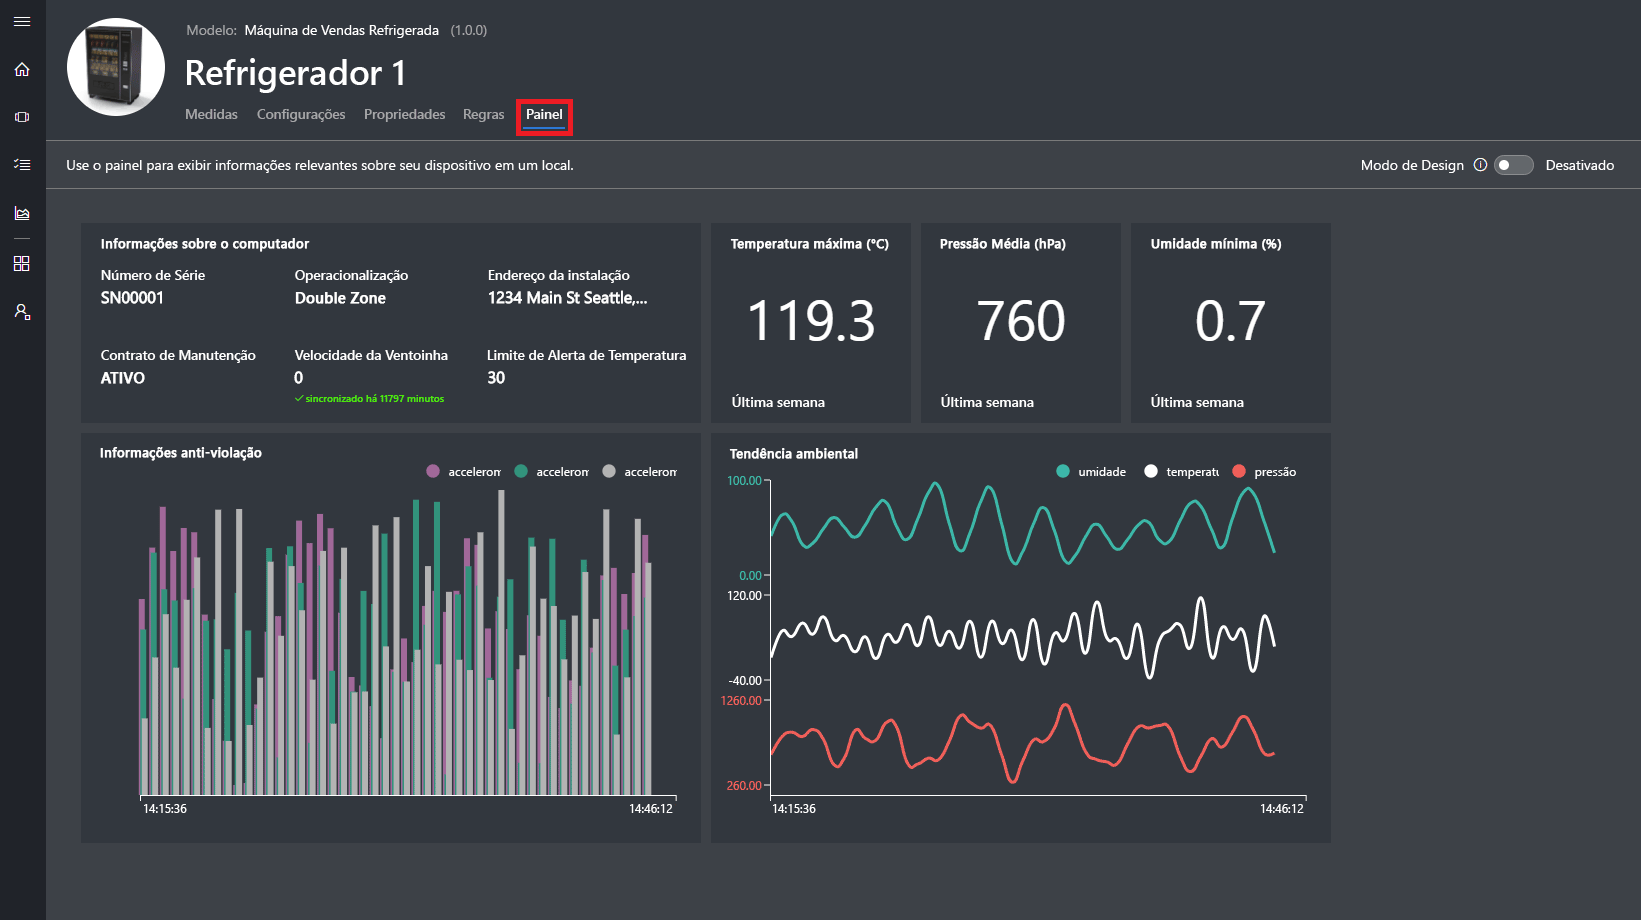 Modelo: Máquina de Vendas Refrigerada (1.0.0)
Refrigerador 1
Medidas Configurações Propriedades Regras Painel
Use o painel para exibir informações relevantes sobre seu dispositivo em um local.
Modo de Design Desativado
Informações sobre o computador
Número de Série Operacionalização Endereço da instalação
SN00001 Double Zone 1234 Main St Seattle,...
Contrato de Manutenção Velocidade da Ventoinha Limite de Alerta de Temperatura
ATIVO 0 30
sincronizado há 11797 minutos
Temperatura máxima (°C)
119.3
Última semana
Pressão Média (hPa)
760
Última semana
Umidade mínima (%)
0.7
Última semana
Informações anti-violação
acceleron acceleron acceleron
14:15:36 14:46:12
Tendência ambiental
umidade temperatu pressão
100.00
0.00
120.00
-40.00
1260.00
260.00
14:15:36 14:46:12